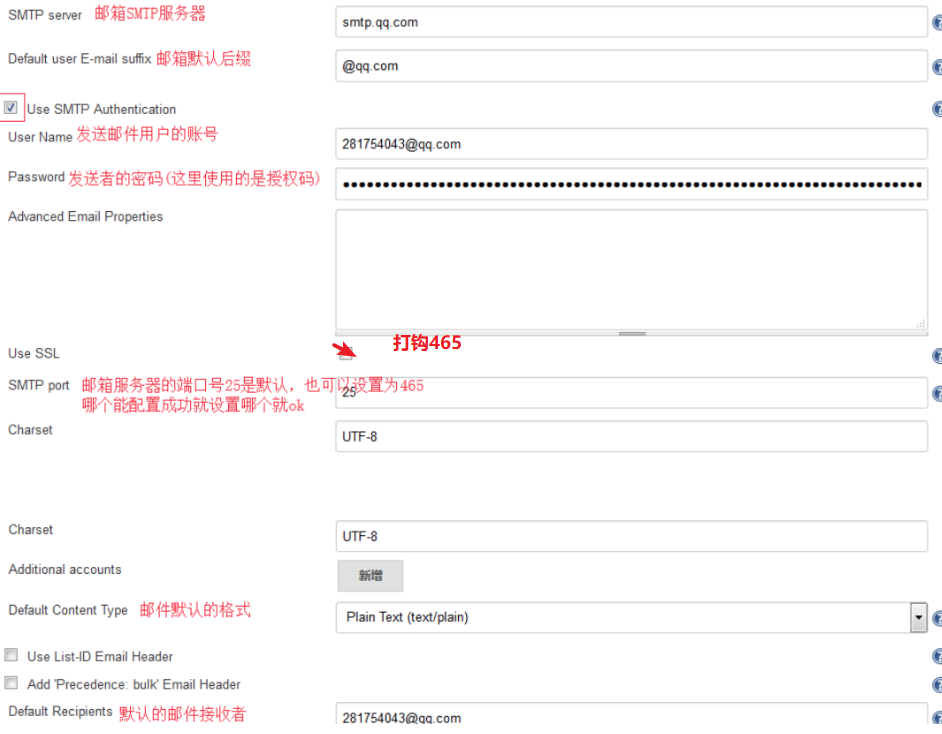 SMTP server 邮箱SMTP服务器
smtp.qq.com
Default user E-mail suffix 邮箱默认后缀
@qq.com
Use SMTP Authentication
User Name 发送邮件用户的账号
281754043@qq.com
Password 发送者的密码(这里使用的是授权码)
Advanced Email Properties
打钩465
Use SSL
SMTP port 邮箱服务器的端口号25是默认，也可以设置为465
25
哪个能配置成功就设置哪个就ok
Charset
UTF-8
Charset
UTF-8
Additional accounts
新增
Default Content Type 邮件默认的格式
Plain Text (text/plain)
Use List-ID Email Header
Add 'Precedence: bulk' Email Header
Default Recipients 默认的邮件接收者
281754043@qq.com